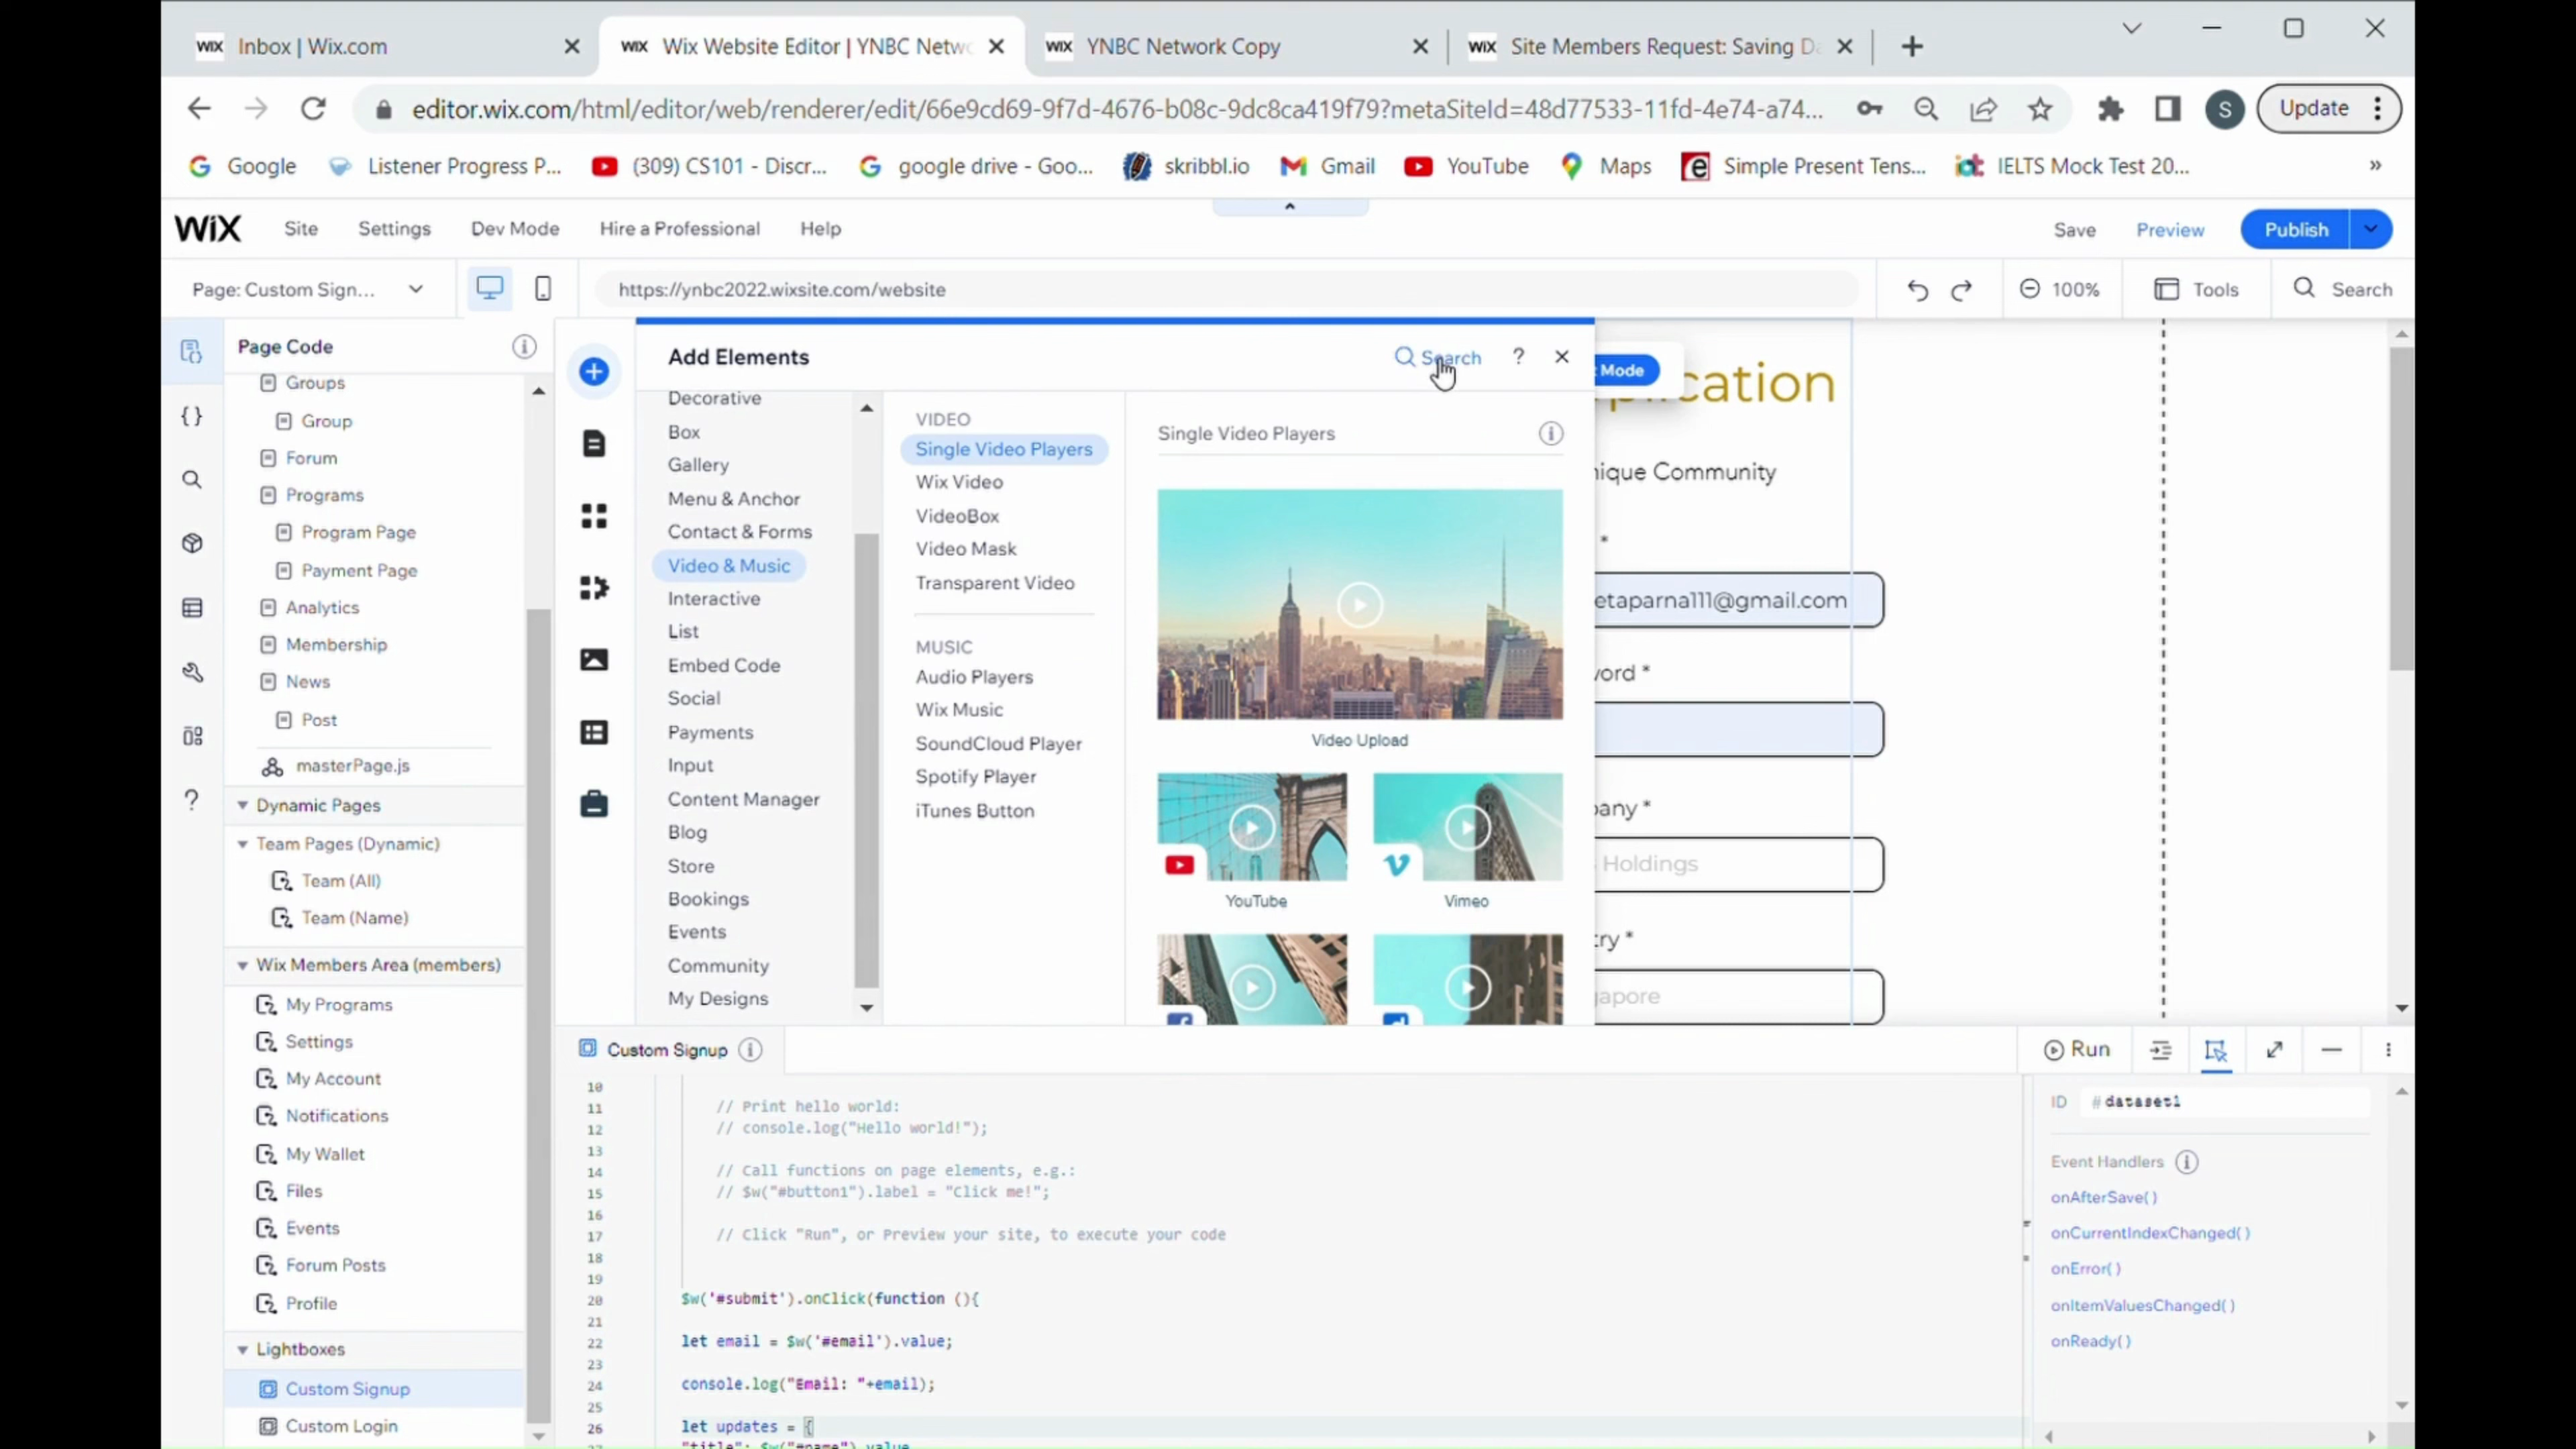 WIX Inbox | Wix.com
WIX Wix Website Editor | YNBC Netwo
WIX YNBC Network Copy
WIX Site Members Request: Saving Da
editor.wix.com/html/editor/web/renderer/edit/66e9cd69-9f7d-4676-b08c-9dc8ca419f79?metaSiteId=48d77533-11fd-4e74-a74...
S
Update
Google
Listener Progress P...
(309) CS101 - Discr...
google drive - Goo...
skribbl.io
Gmail
YouTube
Maps
Simple Present Tens...
IELTS Mock Test 20...
»
WiX
Site
Settings
Dev Mode
Hire a Professional
Help
Save
Preview
Publish
Page: Custom Sign...
https://ynbc2022.wixsite.com/website
100%
Tools
Search
Page Code
Groups
Group
Forum
Programs
Program Page
Payment Page
Analytics
Membership
News
Post
masterPage.js
Dynamic Pages
Team Pages (Dynamic)
Team (All)
Team (Name)
Wix Members Area (members)
My Programs
Settings
My Account
Notifications
My Wallet
Files
Events
Forum Posts
Profile
Lightboxes
Custom Signup
Custom Login
Add Elements
Search
?
Decorative
Box
Gallery
Menu & Anchor
Contact & Forms
Video & Music
Interactive
List
Embed Code
Social
Payments
Input
Content Manager
Blog
Store
Bookings
Events
Community
My Designs
VIDEO
Single Video Players
Wix Video
VideoBox
Video Mask
Transparent Video
MUSIC
Audio Players
Wix Music
SoundCloud Player
Spotify Player
iTunes Button
Single Video Players
Video Upload
YouTube
Vimeo
Mode
ication
nique Community
*
etaparna111@gmail.com
word *
pany *
Holdings
try *
gapore
Custom Signup
Run
10
11 // Print hello world:
12 // console.log("Hello world!");
13
14 // Call functions on page elements, e.g.:
15 // $w("#button1").label = "Click me!";
16
17 // Click "Run", or Preview your site, to execute your code
18
19
20 $w('#submit').onClick(function (){
21
22 let email = $w('#email').value;
23
24 console.log("Email: "+email);
25
26 let updates = {
"title": $w("#name").value
ID #dataset1
Event Handlers
onAfterSave()
onCurrentIndexChanged()
onError()
onItemValuesChanged()
onReady()